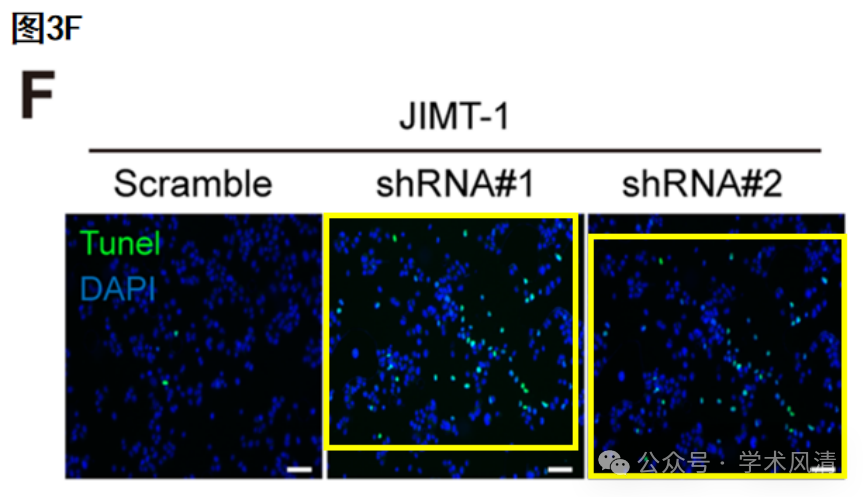 图3F
F
JIMT-1
Scramble shRNA#1 shRNA#2
Tunel
DAPI
公众号 · 学术风清